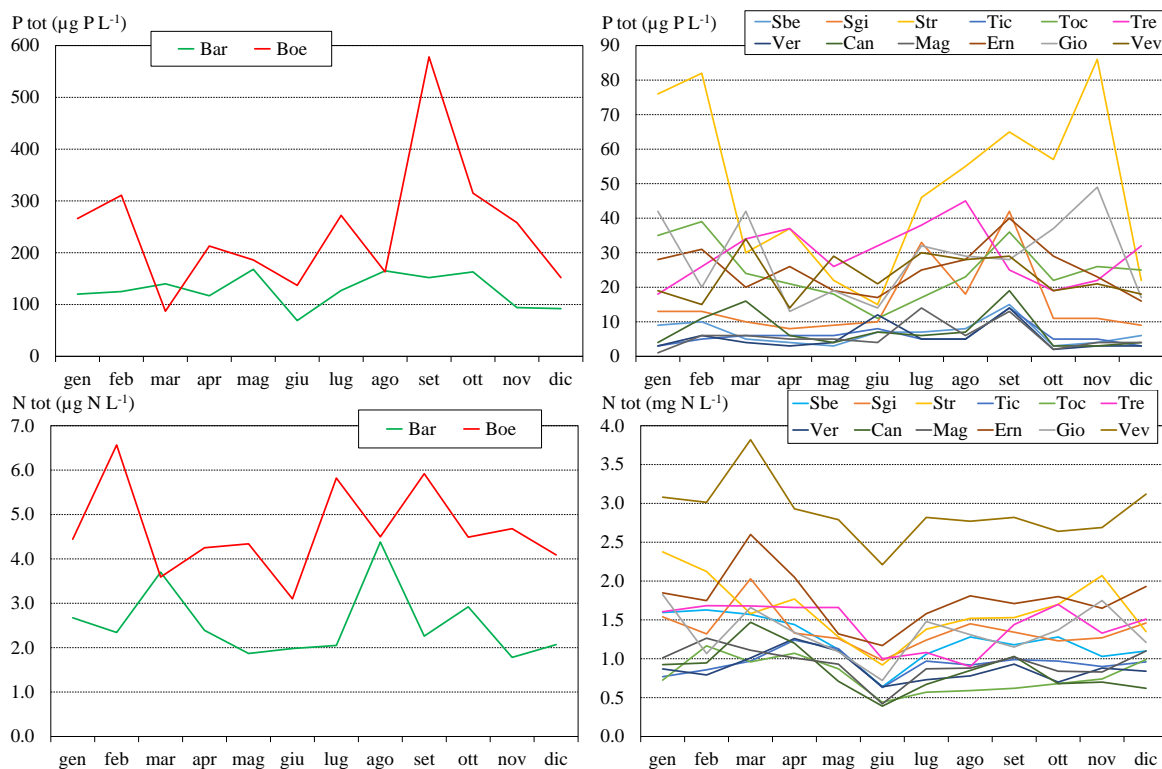 P tot (µg P L-1)
Bar Boe
600
500
400
300
200
100
0
gen feb mar apr mag giu lug ago set ott nov dic
P tot (µg P L-1)
Sbe Sgi Str Tic Toc Tre
Ver Can Mag Ern Gio Vev
90
80
70
60
50
40
30
20
10
0
gen feb mar apr mag giu lug ago set ott nov dic
N tot (µg N L-1)
Bar Boe
7.0
6.0
5.0
4.0
3.0
2.0
1.0
0.0
gen feb mar apr mag giu lug ago set ott nov dic
N tot (mg N L-1)
Sbe Sgi Str Tic Toc Tre
Ver Can Mag Ern Gio Vev
4.0
3.5
3.0
2.5
2.0
1.5
1.0
0.5
0.0
gen feb mar apr mag giu lug ago set ott nov dic